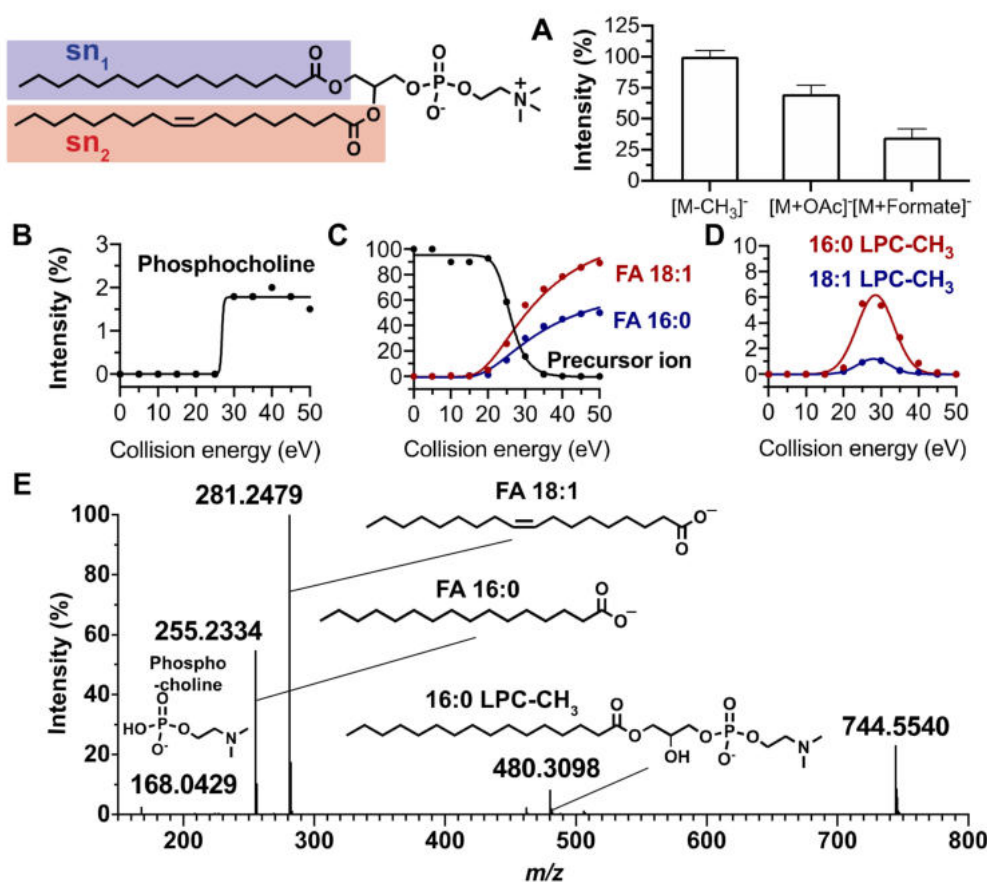 sn1
sn2
O
O
O
O
O
P
O-
O
N
+
A
Intensity (%)
125
100
75
50
25
0
[M-CH3]-
[M+OAc]-
[M+Formate]-
B
Phosphocholine
Intensity (%)
3
2
1
0
0 10 20 30 40 50
Collision energy (eV)
C
100
80
60
40
20
0
FA 18:1
FA 16:0
Precursor ion
0 10 20 30 40 50
Collision energy (eV)
D
16:0 LPC-CH3
18:1 LPC-CH3
10
8
6
4
2
0
0 10 20 30 40 50
Collision energy (eV)
E
281.2479
FA 18:1
O−
O
FA 16:0
O
O−
255.2334
Phospho
-choline
O
HO P O
O-
N
168.0429
16:0 LPC-CH3
O
O
OH
O
O P O
O-
N
480.3098
744.5540
Intensity (%)
100
80
60
40
20
0
200 300 400 500 600 700 800
m/z